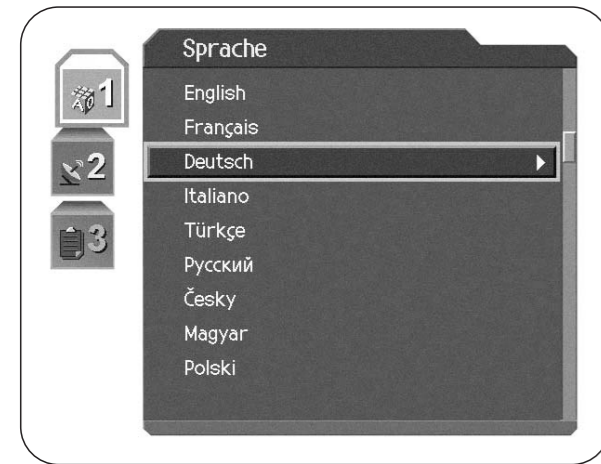 Sprache
1
English
Français
2
Deutsch
Italiano
3
Türkçe
Русский
Česky
Magyar
Polski